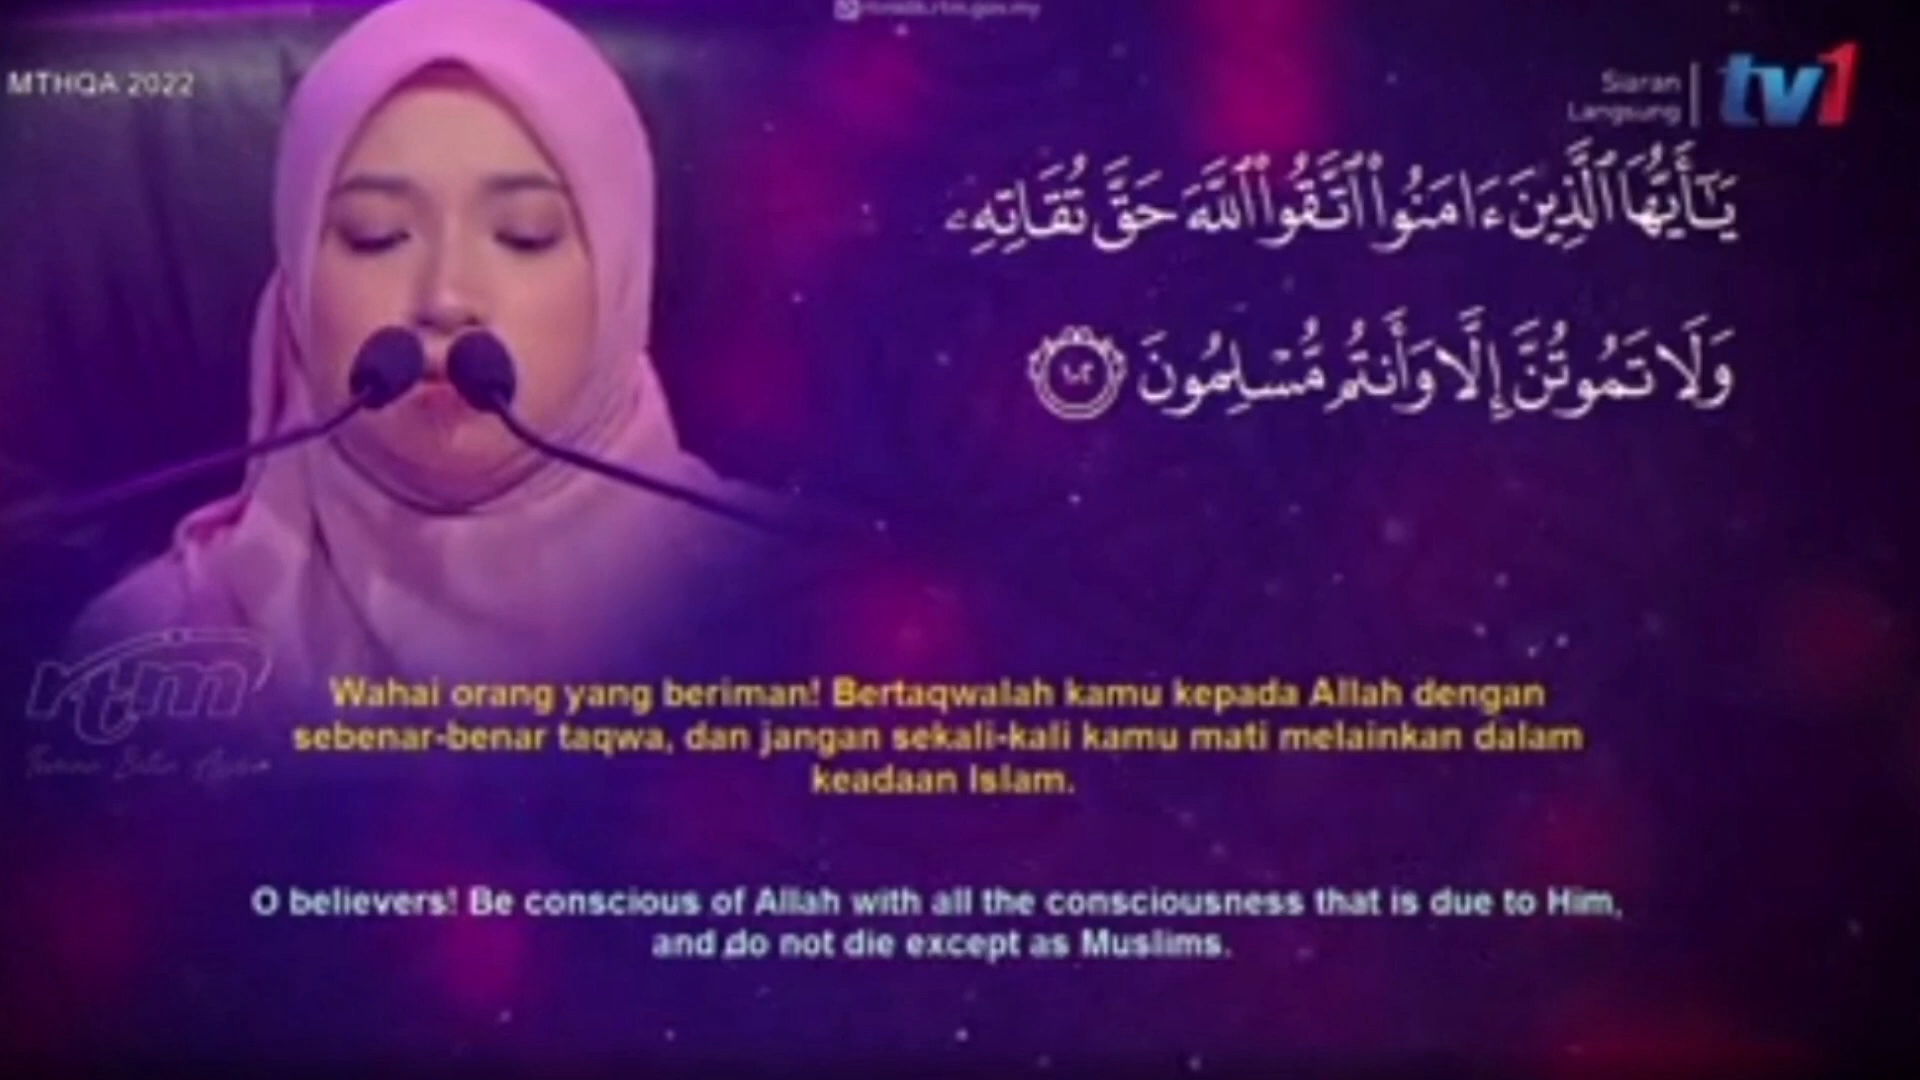 MTHQA 2022
Siaran
Langsung
tv1
يَـٰٓأَيُّهَا ٱلَّذِينَ ءَامَنُوا۟ ٱتَّقُوا۟ ٱللَّهَ حَقَّ تُقَاتِهِۦ
وَلَا تَمُوتُنَّ إِلَّا وَأَنتُم مُّسْلِمُونَ ١٠٢
rtm
Wahai orang yang beriman! Bertaqwalah kamu kepada Allah dengan
sebenar-benar taqwa, dan jangan sekali-kali kamu mati melainkan dalam
keadaan Islam.
O believers! Be conscious of Allah with all the consciousness that is due to Him,
and do not die except as Muslims.